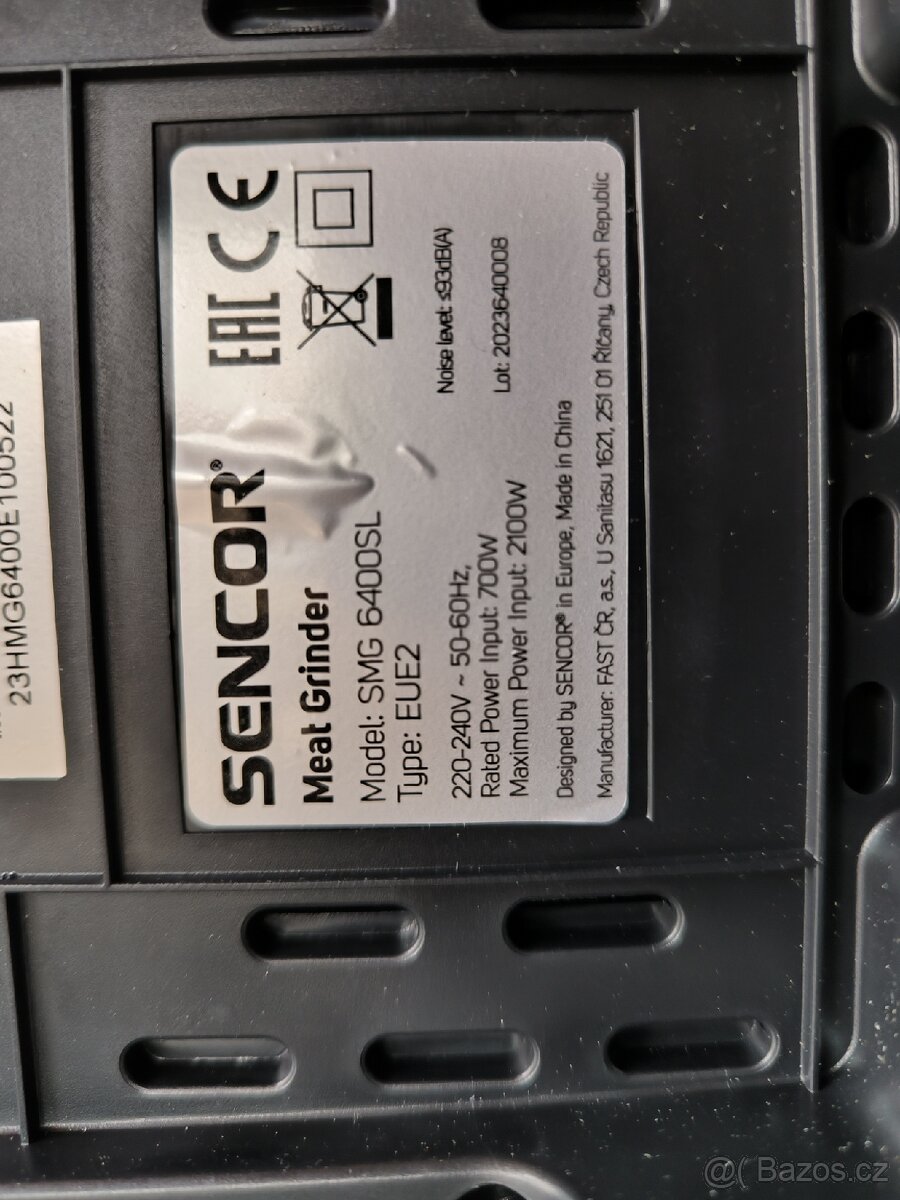 23HMG6400E100522
SENCOR®
EAC CE
Meat Grinder
Model: SMG 6400SL
Type: EUE2
220-240V ~ 50-60Hz,
Rated Power Input: 700W
Maximum Power Input: 2100W
Noise level: ≤93dB(A)
Lot: 2023640008
Designed by SENCOR® in Europe, Made in China
Manufacturer: FAST ČR, a.s., U Sanitasu 1621, 251 01 Říčany, Czech Republic
@( Bazos.cz